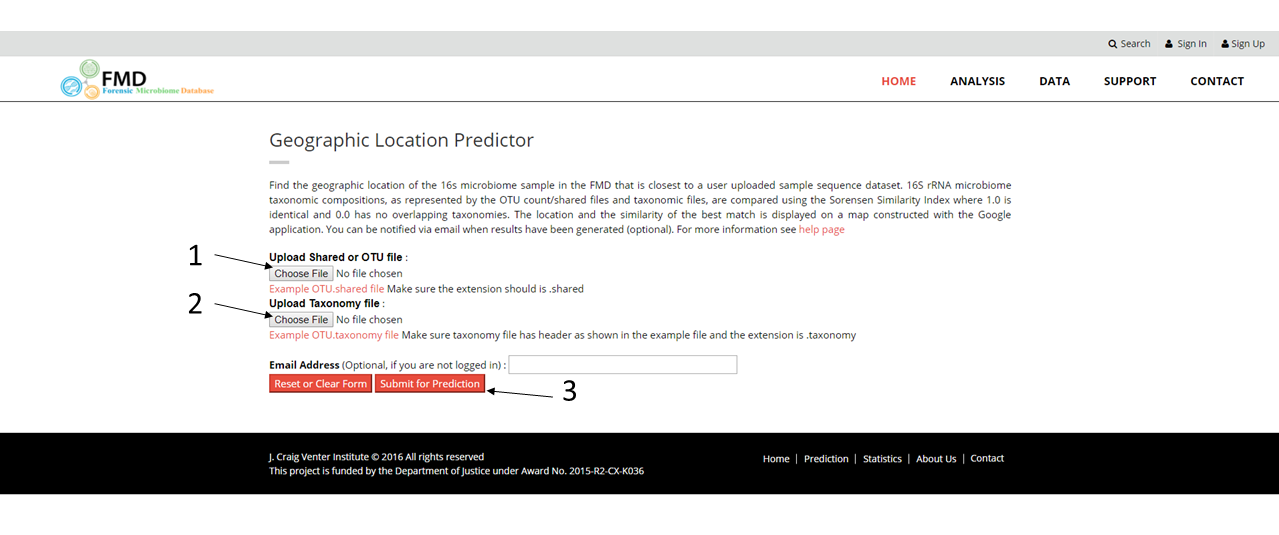 Search Sign In Sign Up
FMD
Forensic Microbiome Database
HOME ANALYSIS DATA SUPPORT CONTACT
Geographic Location Predictor
Find the geographic location of the 16s microbiome sample in the FMD that is closest to a user uploaded sample sequence dataset. 16S rRNA microbiome
taxonomic compositions, as represented by the OTU count/shared files and taxonomic files, are compared using the Sorensen Similarity Index where 1.0 is
identical and 0.0 has no overlapping taxonomies. The location and the similarity of the best match is displayed on a map constructed with the Google
application. You can be notified via email when results have been generated (optional). For more information see help page
1
Upload Shared or OTU file :
Choose File No file chosen
Example OTU.shared file Make sure the extension should is .shared
2
Upload Taxonomy file :
Choose File No file chosen
Example OTU.taxonomy file Make sure taxonomy file has header as shown in the example file and the extension is .taxonomy
Email Address (Optional, if you are not logged in) :
Reset or Clear Form Submit for Prediction
3
J. Craig Venter Institute © 2016 All rights reserved
This project is funded by the Department of Justice under Award No. 2015-R2-CX-K036
Home | Prediction | Statistics | About Us | Contact